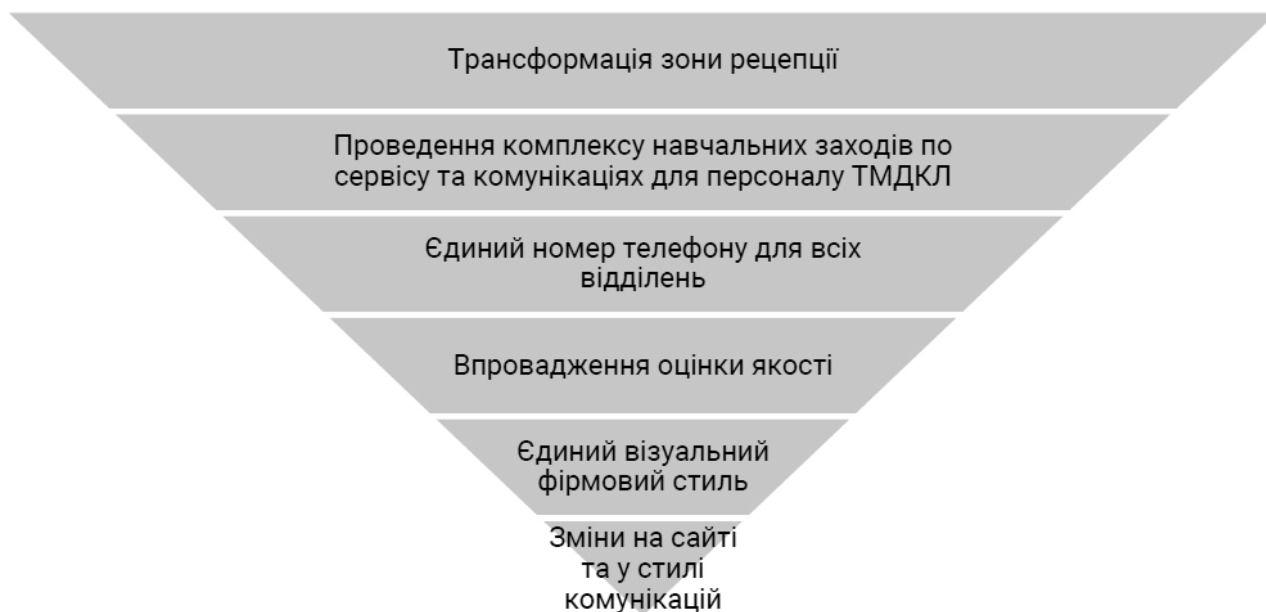 Трансформація зони рецепції
Проведення комплексу навчальних заходів по
сервісу та комунікаціях для персоналу ТМДКЛ
Єдиний номер телефону для всіх
відділень
Впровадження оцінки якості
Єдиний візуальний
фірмовий стиль
Зміни на сайті
та у стилі
комунікацій